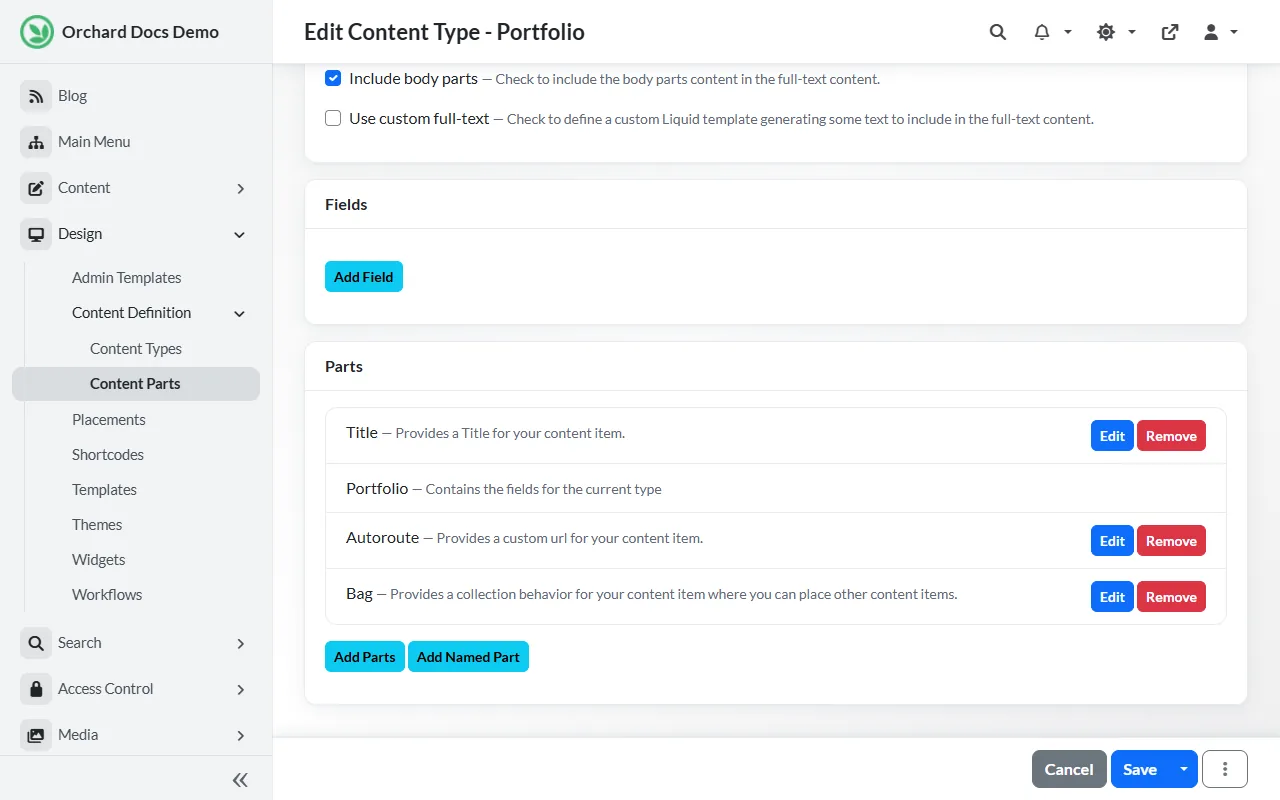 Orchard Docs Demo
Edit Content Type - Portfolio
Blog
Main Menu
Content
Design
Admin Templates
Content Definition
Content Types
Content Parts
Placements
Shortcodes
Templates
Themes
Widgets
Workflows
Search
Access Control
Media
Include body parts — Check to include the body parts content in the full-text content.
Use custom full-text — Check to define a custom Liquid template generating some text to include in the full-text content.
Fields
Add Field
Parts
Title — Provides a Title for your content item.
Edit Remove
Portfolio — Contains the fields for the current type
Autoroute — Provides a custom url for your content item.
Edit Remove
Bag — Provides a collection behavior for your content item where you can place other content items.
Edit Remove
Add Parts Add Named Part
Cancel Save